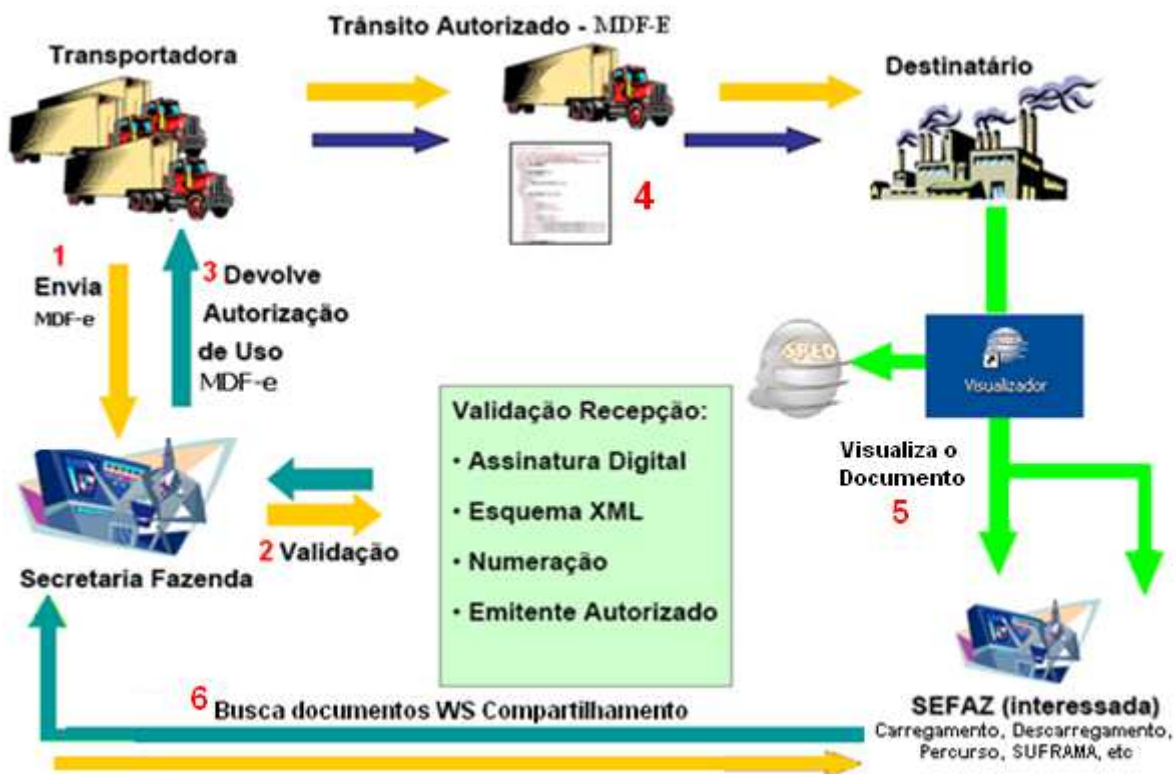 Trânsito Autorizado - MDF-E
Transportadora
Destinatário
4
1
Envia
MDF-e
3 Devolve
Autorização
de Uso
MDF-e
SPED
Visualizador
Validação Recepção:
• Assinatura Digital
• Esquema XML
• Numeração
• Emitente Autorizado
Visualiza o
Documento
5
2 Validação
Secretaria Fazenda
6 Busca documentos WS Compartilhamento
SEFAZ (interessada)
Carregamento, Descarregamento,
Percurso, SUFRAMA, etc